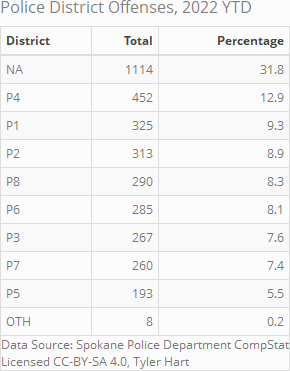 Police District Offenses, 2022 YTD
District Total Percentage
NA 1114 31.8
P4 452 12.9
P1 325 9.3
P2 313 8.9
P8 290 8.3
P6 285 8.1
P3 267 7.6
P7 260 7.4
P5 193 5.5
OTH 8 0.2
Data Source: Spokane Police Department CompStat
Licensed CC-BY-SA 4.0, Tyler Hart